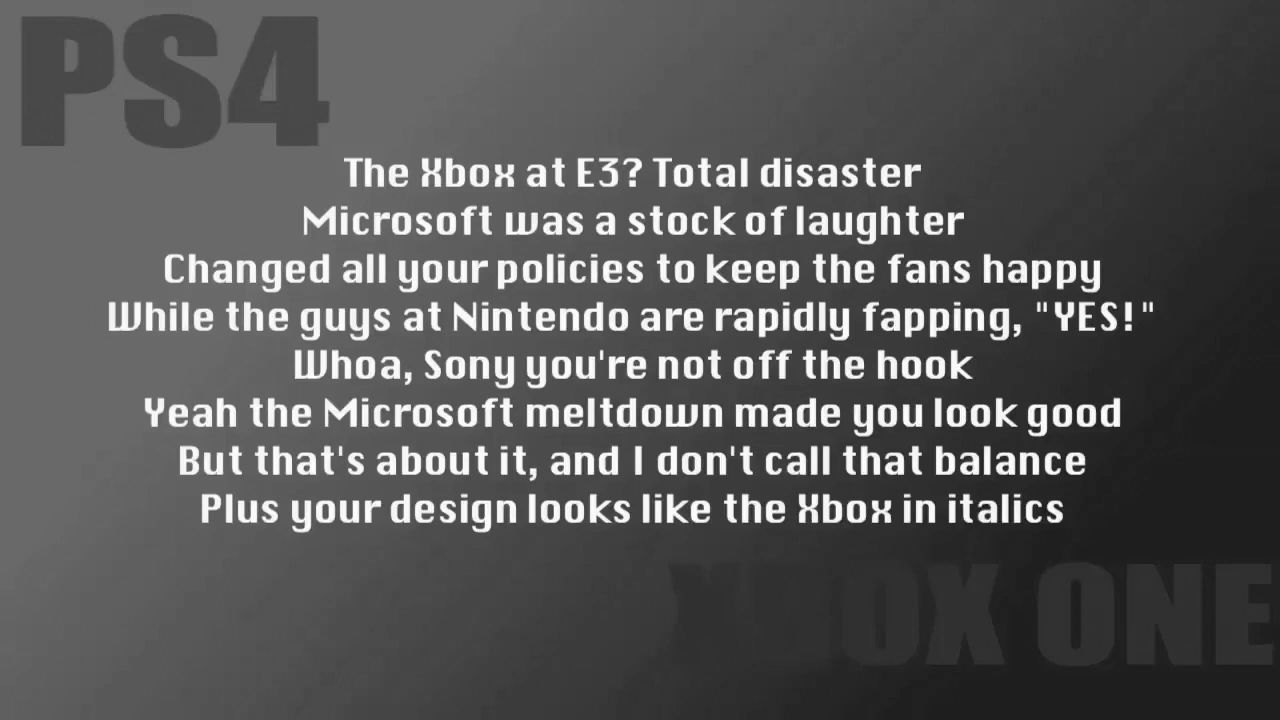 PS4
The Xbox at E3? Total disaster
Microsoft was a stock of laughter
Changed all your policies to keep the fans happy
While the guys at Nintendo are rapidly fapping, "YES!"
Whoa, Sony you're not off the hook
Yeah the Microsoft meltdown made you look good
But that's about it, and I don't call that balance
Plus your design looks like the Xbox in italics
XBOX ONE